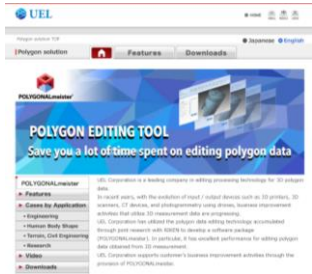 UEL
HOME
Polygon solution TOP
Japanese English
Polygon solution
Features
Downloads
POLYGONALmeister
POLYGON EDITING TOOL
Save you a lot of time spent on editing polygon data
POLYGONALmeister
Features
Cases by Application
Engineering
Human Body Shape
Terrain, Civil Engineering
Research
Video
Downloads
UEL Corporation is a leading company in editing processing technology for 3D polygon
data.
In recent years, with the evolution of input / output devices such as 3D printers, 3D
scanners, CT devices, and photogrammetry using drones, business improvement
activities that utilize 3D measurement data are progressing.
UEL Corporation has utilized the polygon data editing technology accumulated
through joint research with RIKEN to develop a software package
(POLYGONALmeister). In particular, it has excellent performance for editing polygon
data obtained from 3D measurement.
UEL Corporation supports customer's business improvement activities through the
provision of POLYGONALmeister.